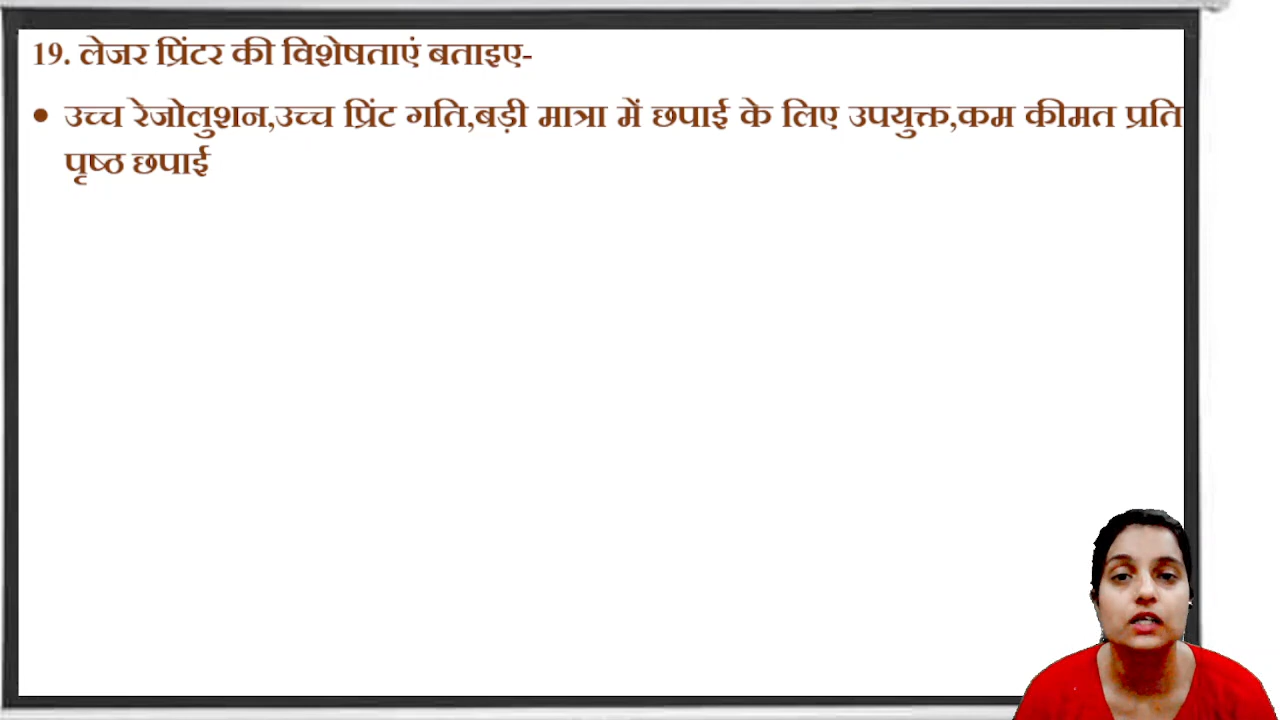 19. लेजर प्रिंटर की विशेषताएं बताइए-
• उच्च रेजोलुशन,उच्च प्रिंट गति,बड़ी मात्रा में छपाई के लिए उपयुक्त,कम कीमत प्रति
पृष्ठ छपाई